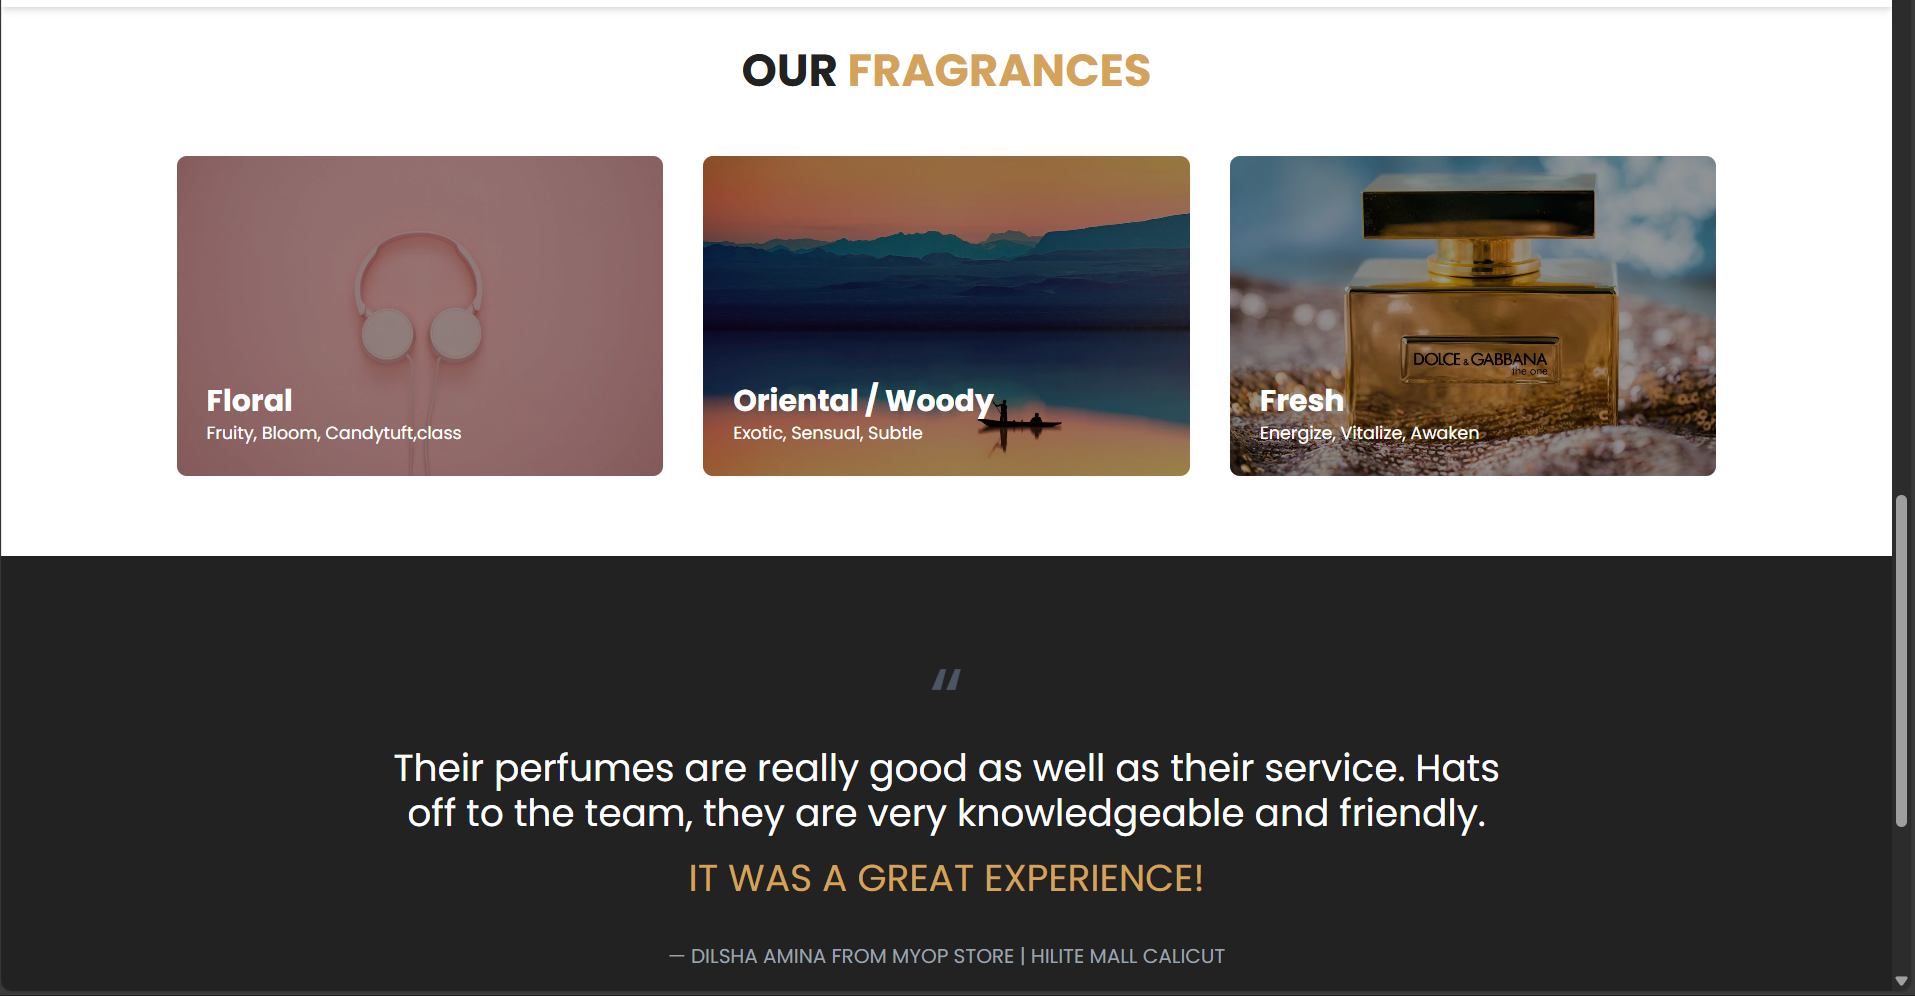 OUR FRAGRANCES
Floral
Fruity, Bloom, Candytuft,class
Oriental / Woody
Exotic, Sensual, Subtle
DOLCE & GABBANA
the one
Fresh
Energize, Vitalize, Awaken
“
Their perfumes are really good as well as their service. Hats
off to the team, they are very knowledgeable and friendly.
IT WAS A GREAT EXPERIENCE!
— DILSHA AMINA FROM MYOP STORE | HILITE MALL CALICUT